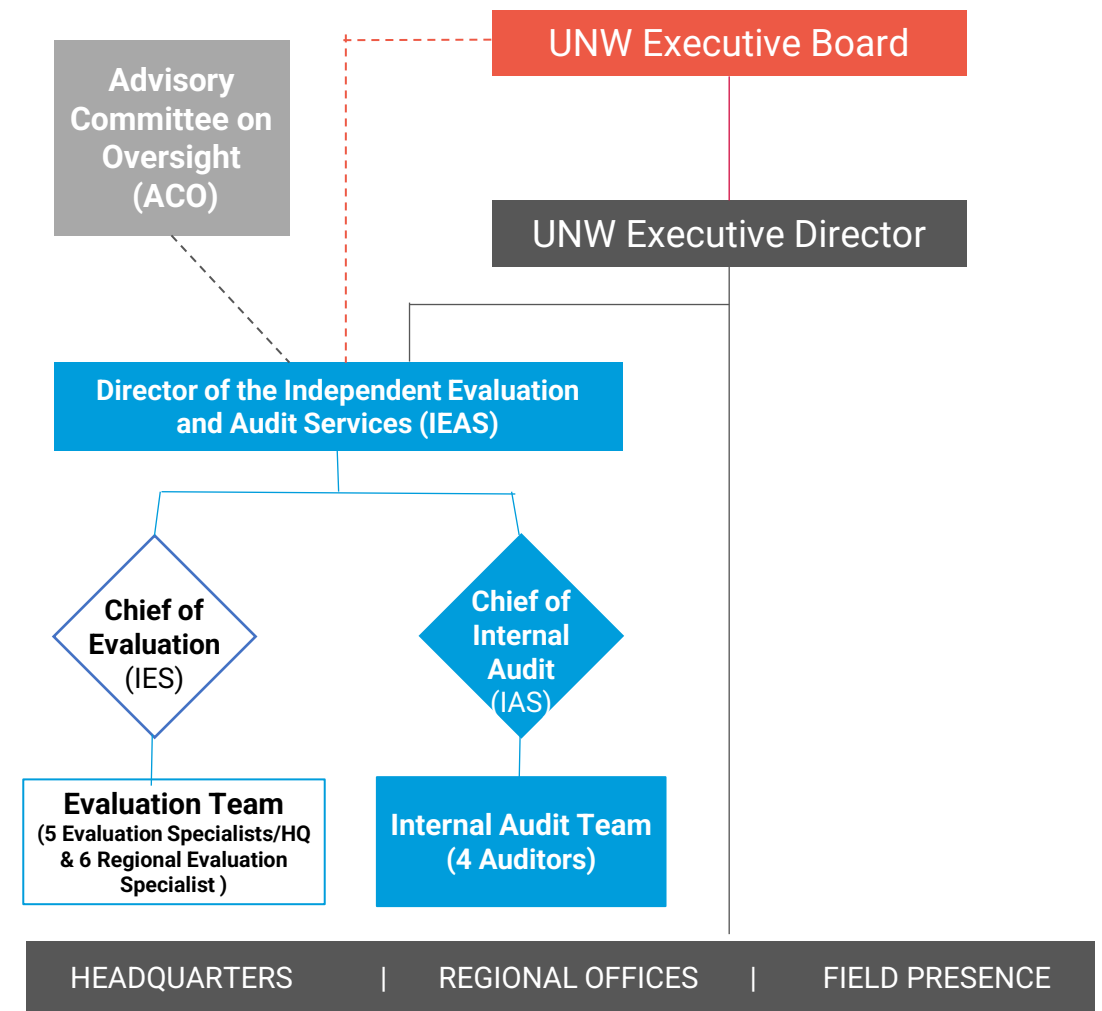 UNW Executive Board
Advisory
Committee on
Oversight
(ACO)
UNW Executive Director
Director of the Independent Evaluation
and Audit Services (IEAS)
Chief of
Evaluation
(IES)
Chief of
Internal
Audit
(IAS)
Evaluation Team
(5 Evaluation Specialists/HQ
& 6 Regional Evaluation
Specialist )
Internal Audit Team
(4 Auditors)
HEADQUARTERS | REGIONAL OFFICES | FIELD PRESENCE